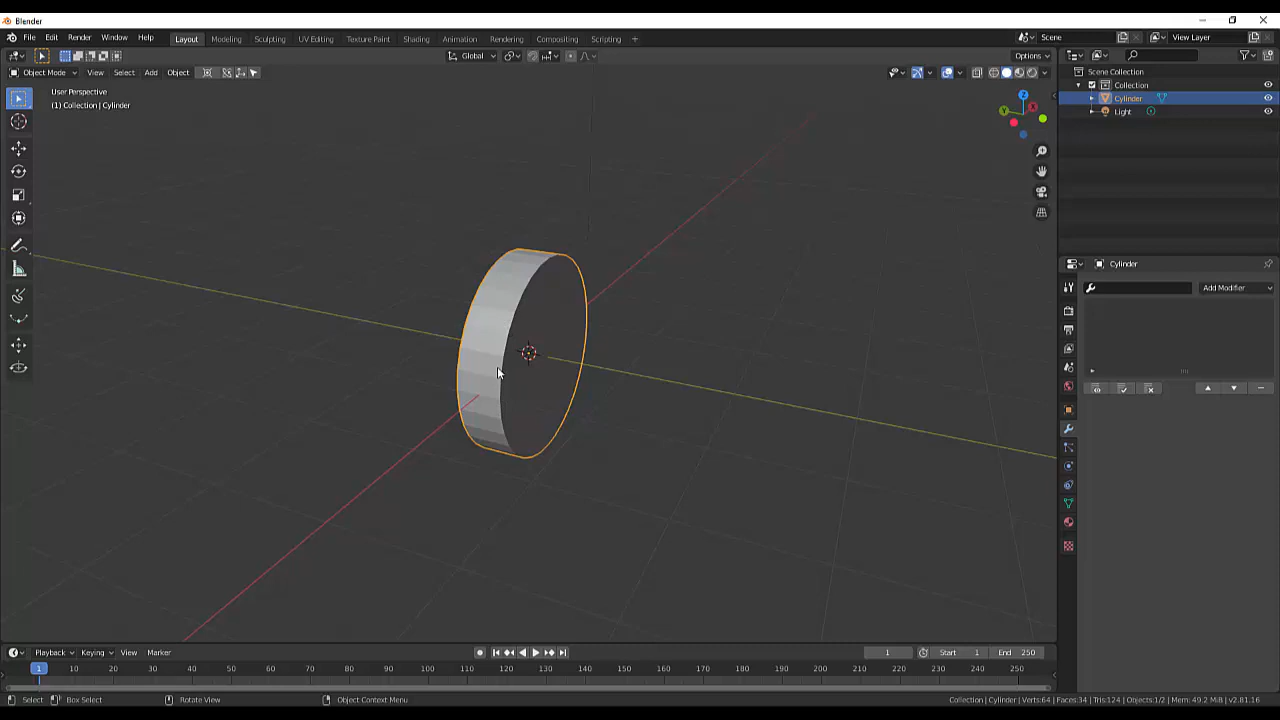 Blender
File Edit Render Window Help Layout Modeling Sculpting UV Editing Texture Paint Shading Animation Compositing Rendering Scripting + Scene View Layer
Global Options
Object Mode View Select Add Object
User Perspective
(1) Collection | Cylinder
Z
Y
X
Scene Collection
Collection
Cylinder
Light
Cylinder
Add Modifier
Playback Keying View Marker 1 Start 1 End 250
1 10 20 30 40 50 60 70 80 90 100 110 120 130 140 150 160 170 180 190 200 210 220 230 240 250
Select Box Select Rotate View Object Context Menu Collection | Cylinder | Verts:64 | Faces:34 | Tris:124 | Objects:1/2 | Mem: 49.2 MiB | v2.81.16